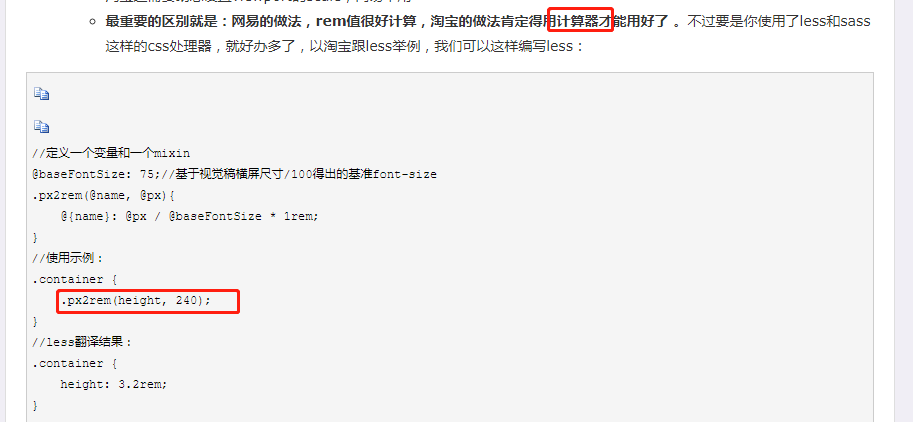 最重要的区别就是：网易的做法，rem值很好计算，淘宝的做法肯定得用计算器才能用好了 。不过要是你使用了less和sass
这样的css处理器，就好办多了，以淘宝跟less举例，我们可以这样编写less：
//定义一个变量和一个mixin
@baseFontSize: 75;//基于视觉稿横屏尺寸/100得出的基准font-size
.px2rem(@name, @px){
    @{name}: @px / @baseFontSize * 1rem;
}
//使用示例：
.container {
    .px2rem(height, 240);
}
//less翻译结果：
.container {
    height: 3.2rem;
}